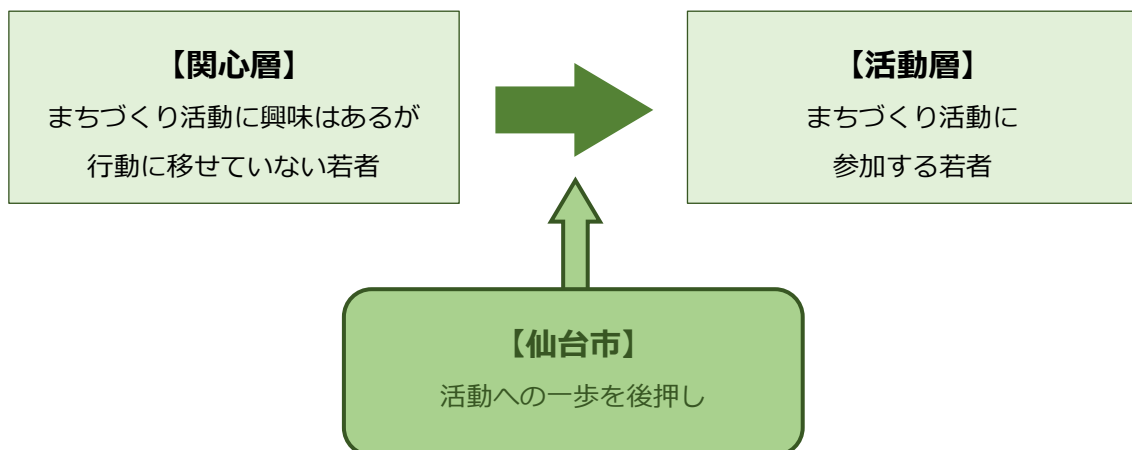 【関心層】
まちづくり活動に興味はあるが
行動に移せていない若者
【活動層】
まちづくり活動に
参加する若者
【仙台市】
活動への一歩を後押し